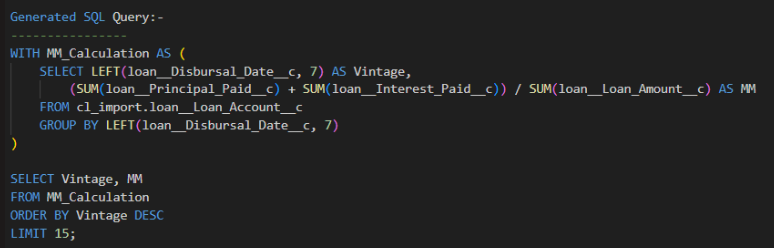 Generated SQL Query:-
----------------
WITH MM_Calculation AS (
    SELECT LEFT(loan__Disbursal_Date__c, 7) AS Vintage,
        (SUM(loan__Principal_Paid__c) + SUM(loan__Interest_Paid__c)) / SUM(loan__Loan_Amount__c) AS MM
    FROM cl_import.loan__Loan_Account__c
    GROUP BY LEFT(loan__Disbursal_Date__c, 7)
)
SELECT Vintage, MM
FROM MM_Calculation
ORDER BY Vintage DESC
LIMIT 15;